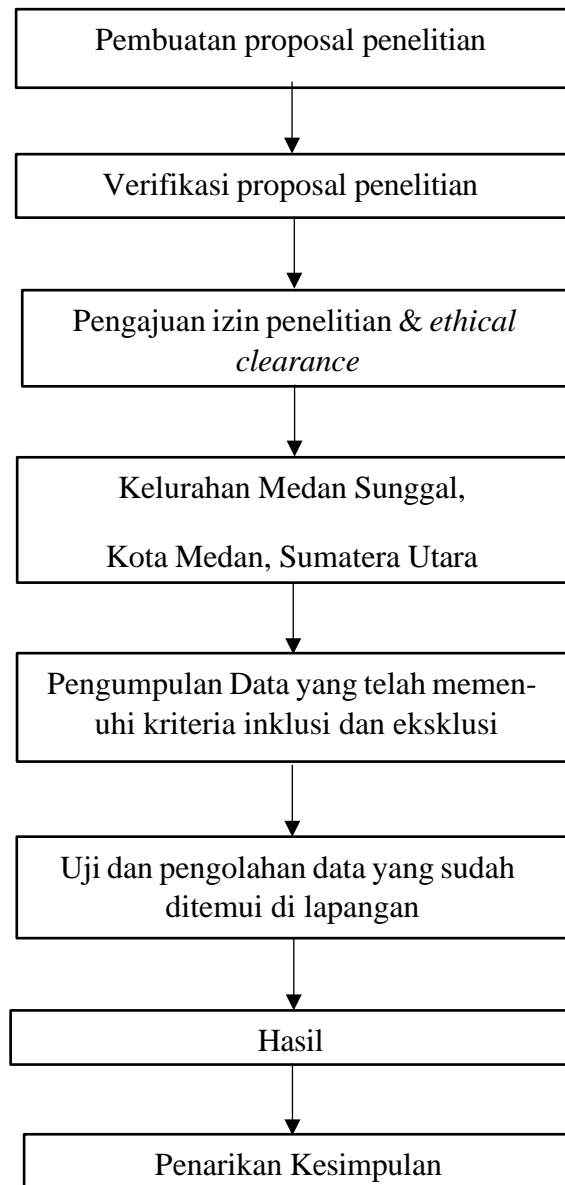 Pembuatan proposal penelitian
Verifikasi proposal penelitian
Pengajuan izin penelitian & ethical
clearance
Kelurahan Medan Sunggal,
Kota Medan, Sumatera Utara
Pengumpulan Data yang telah memen-
uhi kriteria inklusi dan eksklusi
Uji dan pengolahan data yang sudah
ditemui di lapangan
Hasil
Penarikan Kesimpulan